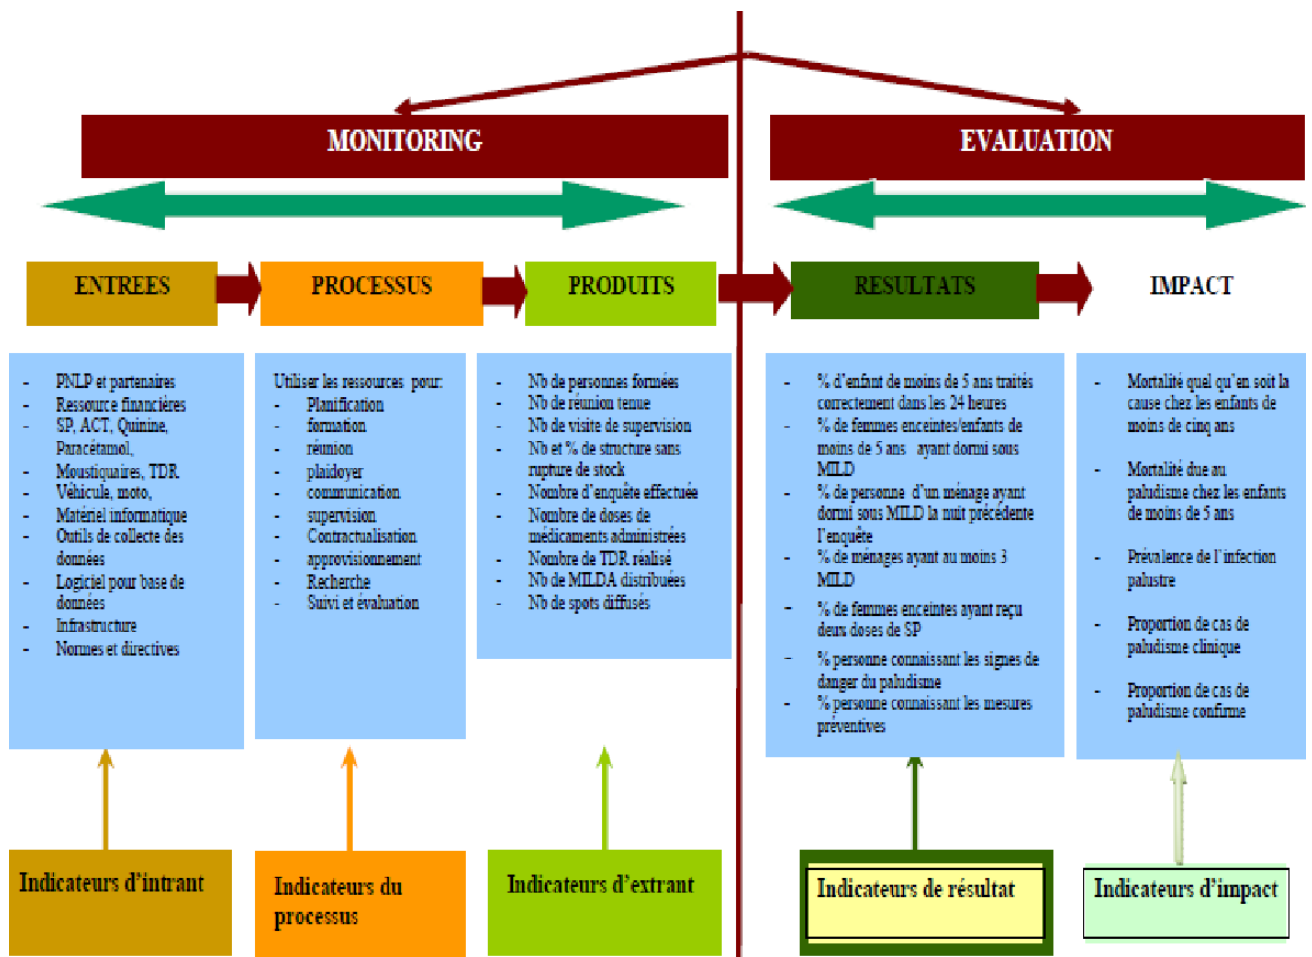 MONITORING
EVALUATION
ENTREES
PROCESSUS
PRODUITS
RESULTATS
IMPACT
- PNLP et partenaires
- Ressource financières
- SP, ACT, Quinine,
Paracétamol,
- Moustiquaires, TDR
- Véhicule, moto,
- Matériel informatique
- Outils de collecte des
données
- Logiciel pour base de
données
- Infrastructure
- Normes et directives
Utiliser les ressources pour:
- Planification
- formation
- réunion
- plaidoyer
- communication
- supervision
- Contractualisation
- approvisionnement
- Recherche
- Suivi et évaluation
- Nb de personnes formées
- Nb de réunion tenue
- Nb de visite de supervision
- Nb et % de structure sans
rupture de stock
- Nombre d'enquête effectuée
- Nombre de doses de
médicaments administrées
- Nombre de TDR réalisé
- Nb de MILDA distribuées
- Nb de spots diffusés
- % d'enfant de moins de 5 ans traités
correctement dans les 24 heures
- % de femmes enceintes/enfants de
moins de 5 ans ayant dormi sous
MILD
- % de personne d'un ménage ayant
dormi sous MILD la nuit précédente
l'enquête
- % de ménages ayant au moins 3
MILD
- % de femmes enceintes ayant reçu
deux doses de SP
- % personne connaissant les signes de
danger du paludisme
- % personne connaissant les mesures
préventives
- Mortalité quel qu'en soit la
cause chez les enfants de
moins de cinq ans
- Mortalité due au
paludisme chez les enfants
de moins de 5 ans
- Prévalence de l'infection
palustre
- Proportion de cas de
paludisme clinique
- Proportion de cas de
paludisme confirme
Indicateurs d'intrant
Indicateurs du
processus
Indicateurs d'extrant
Indicateurs de résultat
Indicateurs d'impact